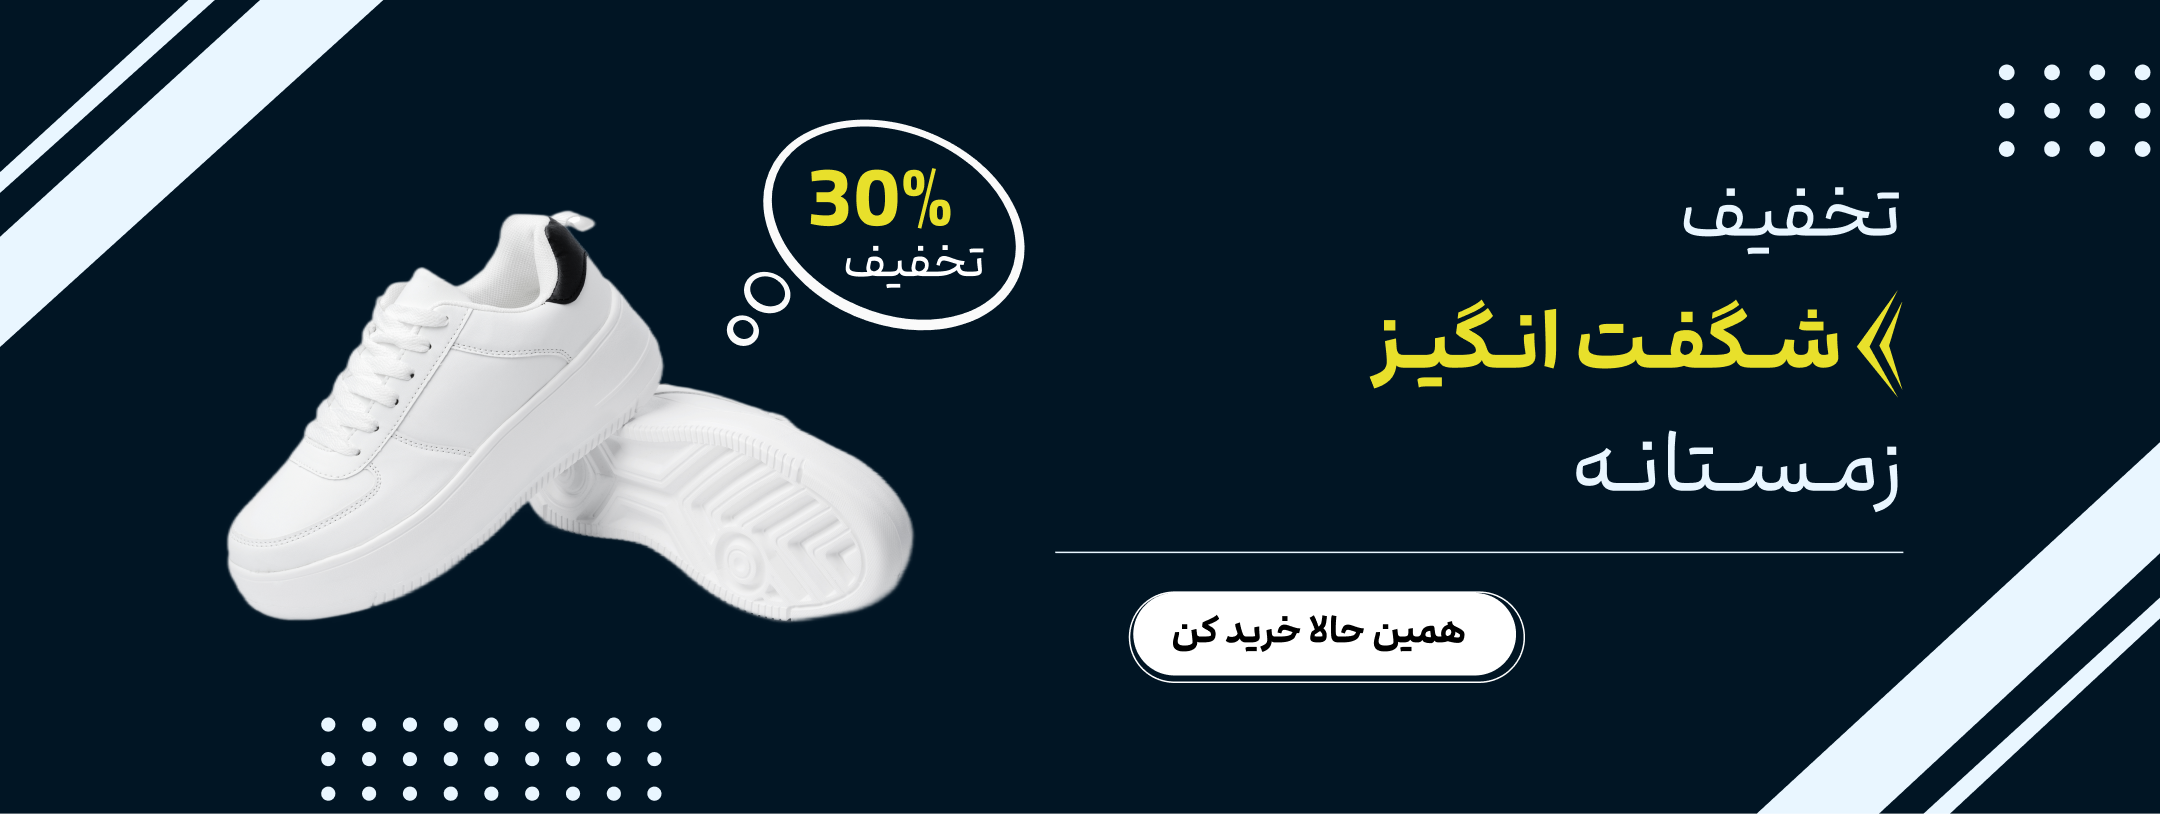 تخفیف
شگفت انگیز
زمستانه
همین حالا خرید کن
30%
تخفیف